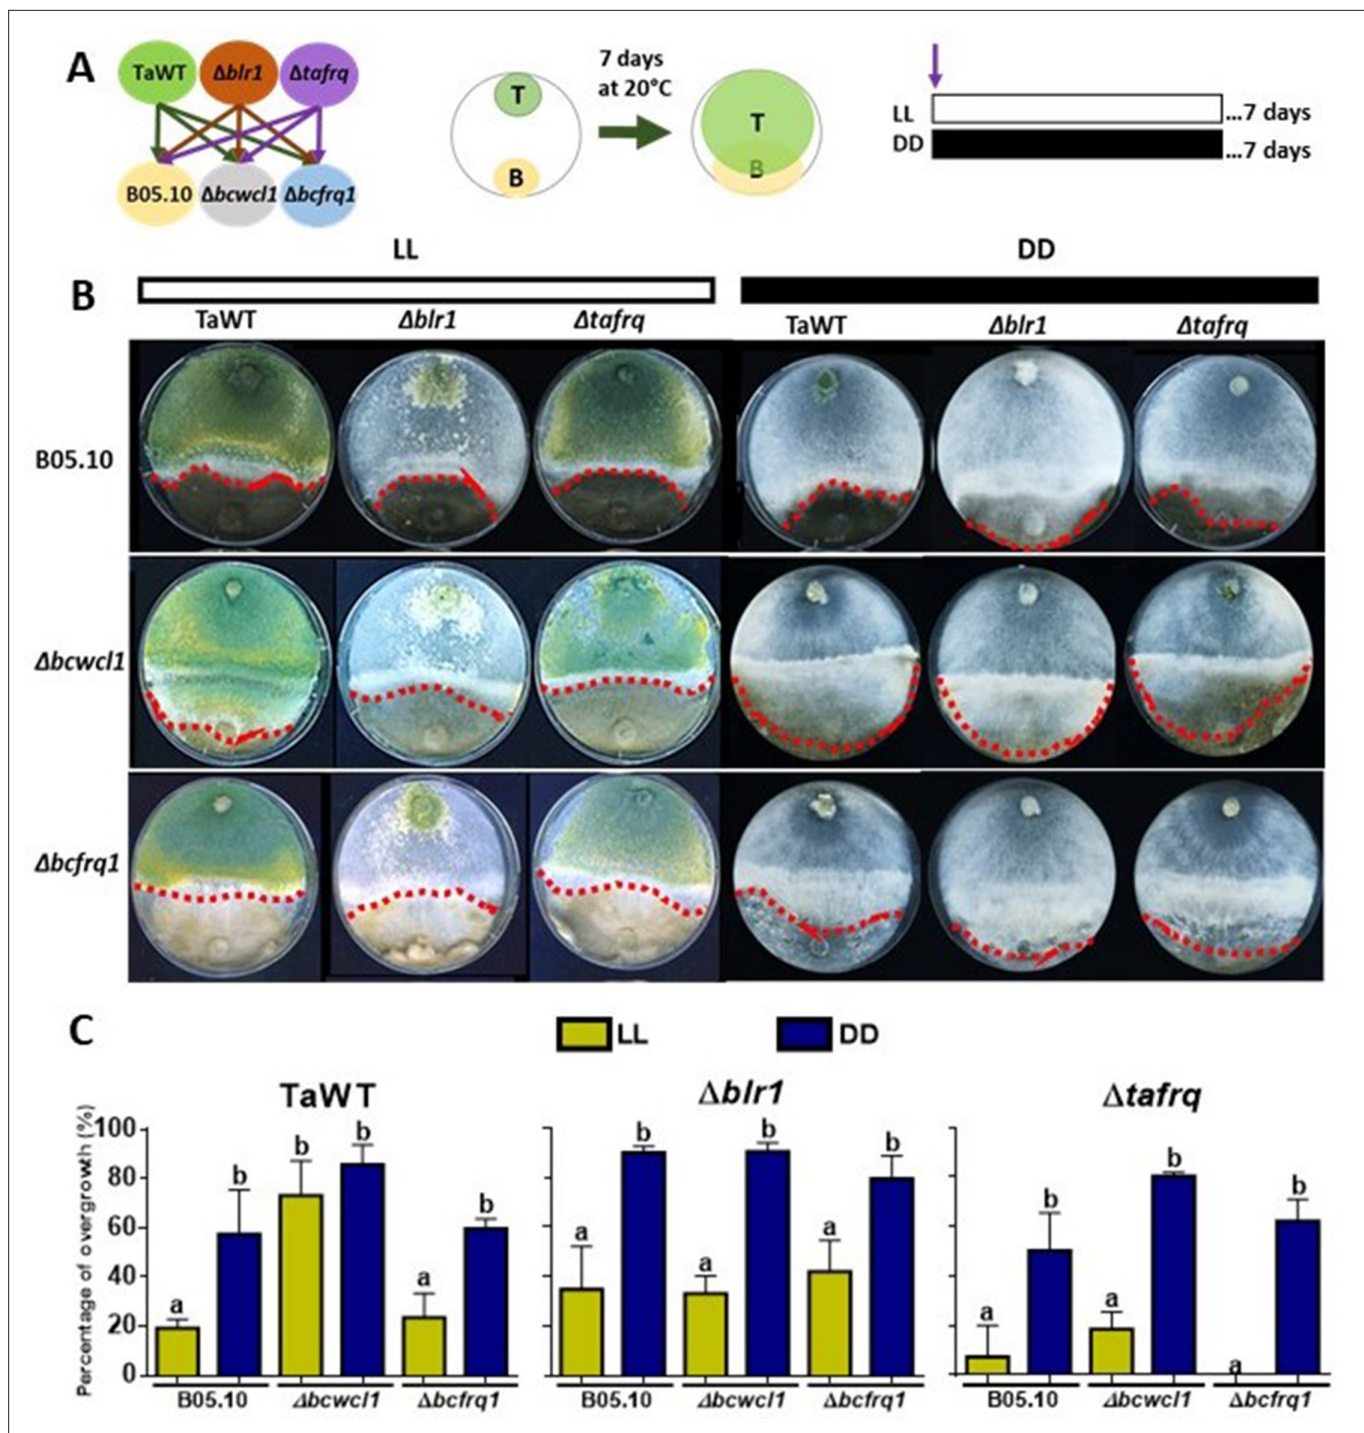 A
TaWT Δblr1 Δtafrq
B05.10 Δbcwcl1 Δbcfrq1
T
B
7 days
at 20°C
T
B
LL ...7 days
DD ...7 days
B
LL DD
TaWT Δblr1 Δtafrq TaWT Δblr1 Δtafrq
B05.10
Δbcwcl1
Δbcfrq1
C
LL DD
TaWT Δblr1 Δtafrq
Percentage of overgrowth (%)
100
80
60
40
20
0
a b b b a b
a b a b a b
a b a b a b
B05.10 Δbcwcl1 Δbcfrq1
B05.10 Δbcwcl1 Δbcfrq1
B05.10 Δbcwcl1 Δbcfrq1